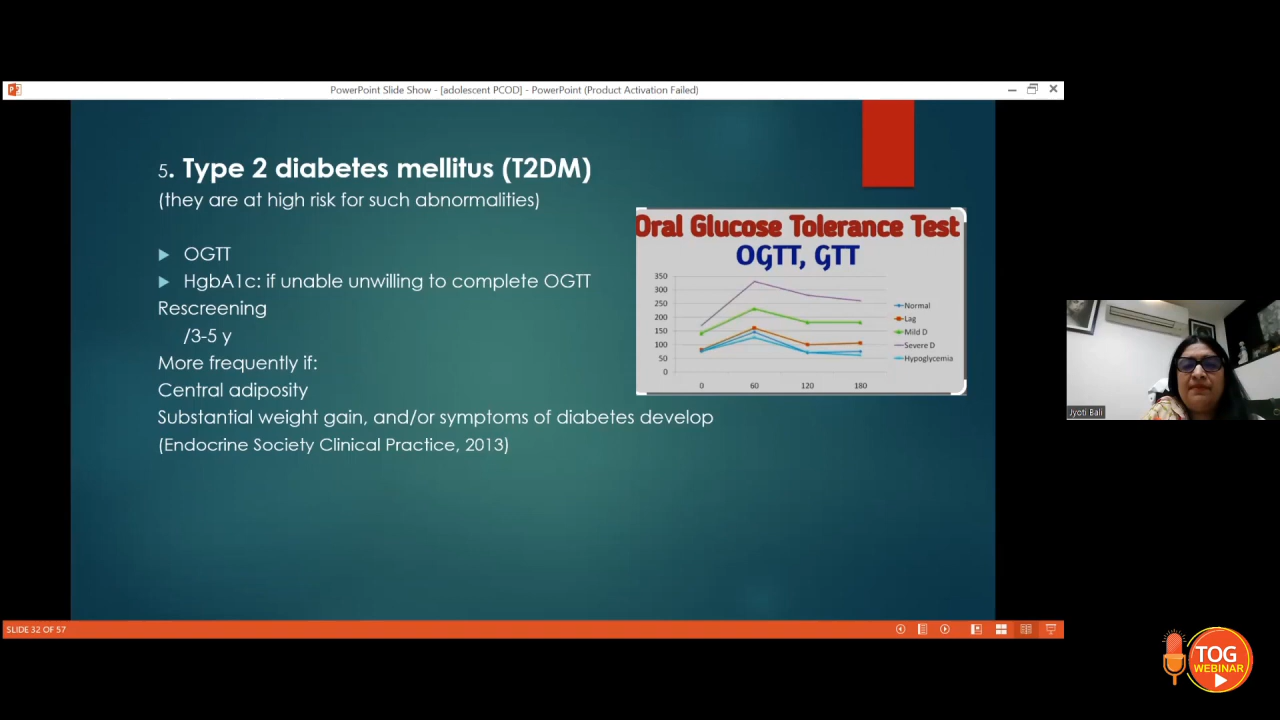 PowerPoint Slide Show - [adolescent PCOD] - PowerPoint (Product Activation Failed)
5. Type 2 diabetes mellitus (T2DM)
(they are at high risk for such abnormalities)
OGTT
HgbA1c: if unable unwilling to complete OGTT
Rescreening
/3-5 y
More frequently if:
Central adiposity
Substantial weight gain, and/or symptoms of diabetes develop
(Endocrine Society Clinical Practice, 2013)
Oral Glucose Tolerance Test
OGTT, GTT
350
300
250
200
150
100
50
0
0 60 120 180
Normal
Lag
Mild D
Severe D
Hypoglycemia
Jyoti Bali
SLIDE 32 OF 57
TOG
WEBINAR